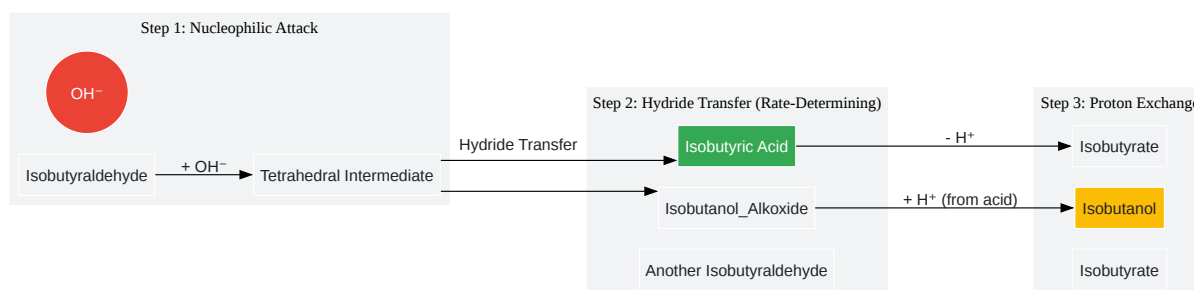 Step 1: Nucleophilic Attack
OH⁻
Isobutyraldehyde
+ OH⁻
Tetrahedral Intermediate
Hydride Transfer
Step 2: Hydride Transfer (Rate-Determining)
Isobutyric Acid
Isobutanol_Alkoxide
Another Isobutyraldehyde
- H⁺
+ H⁺ (from acid)
Step 3: Proton Exchange
Isobutyrate
Isobutanol
Isobutyrate